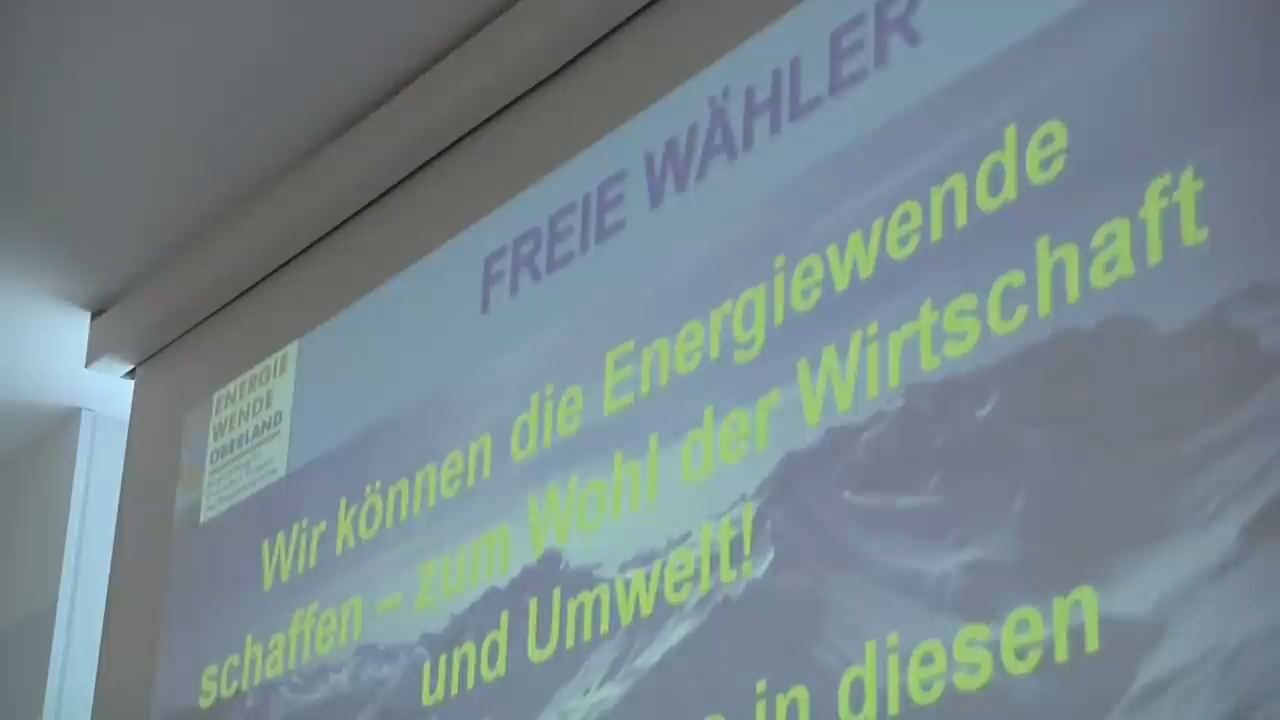 FREIE WÄHLER
ENERGIE
WENDE
OBERLAND
Wir können die Energiewende
schaffen – zum Wohl der Wirtschaft
und Umwelt!
in diesen